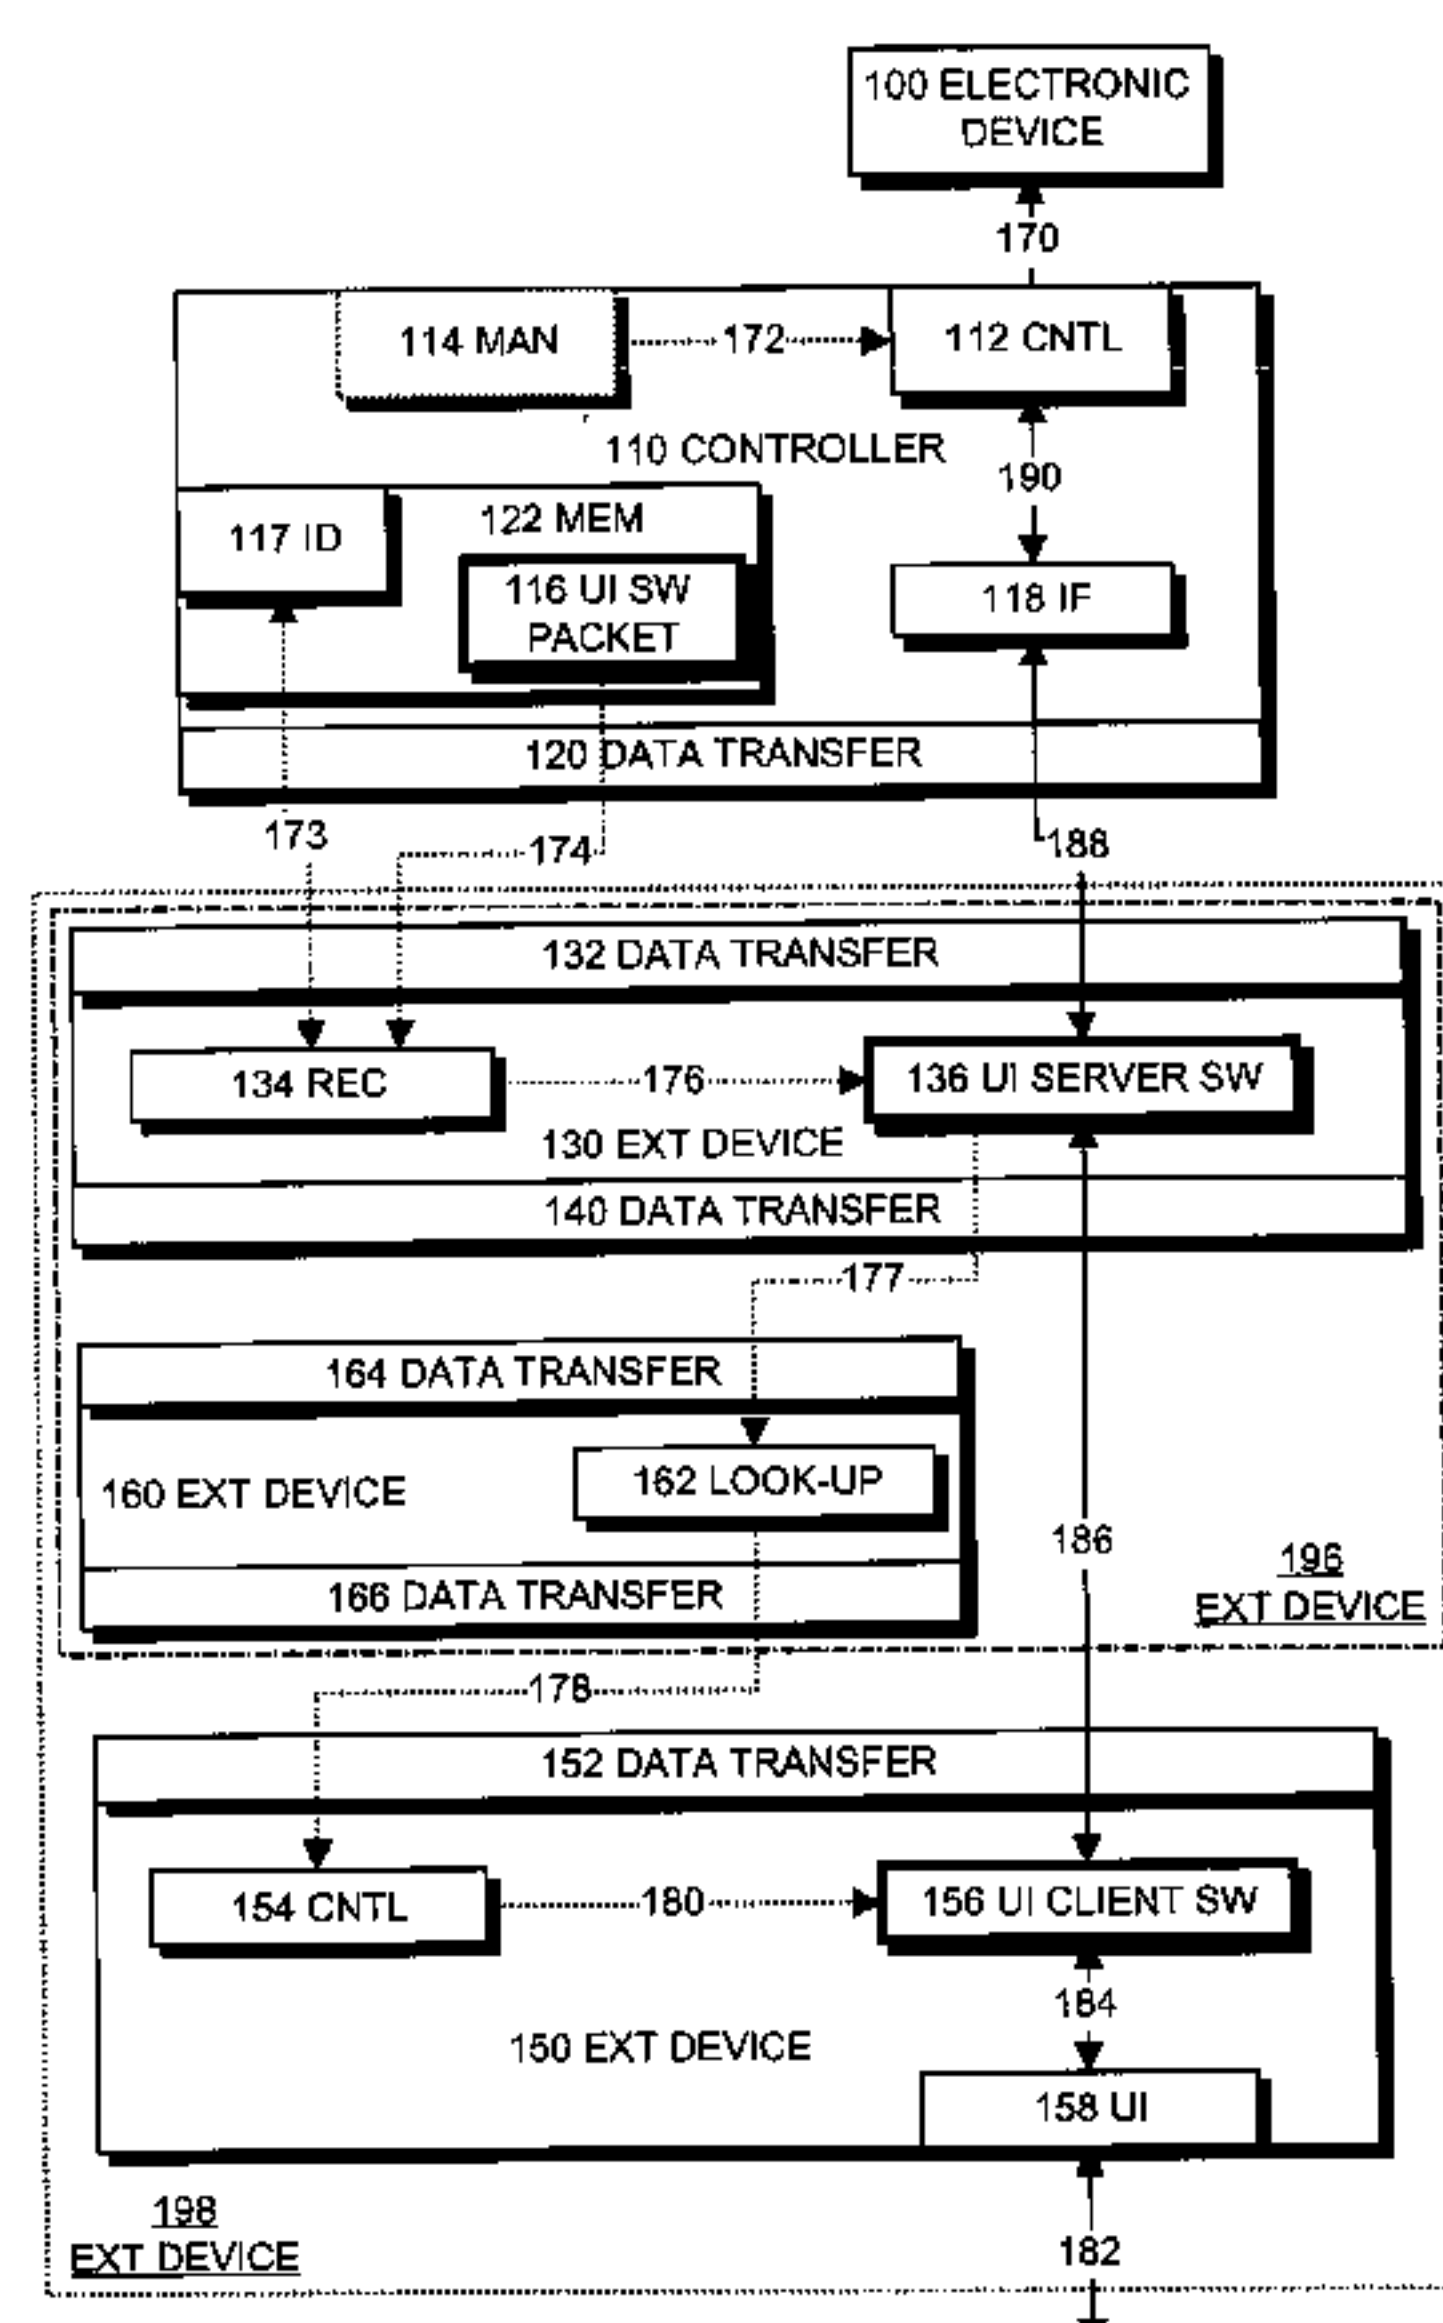 100 ELECTRONIC
DEVICE
170
114 MAN
172
112 CNTL
110 CONTROLLER
190
117 ID
122 MEM
116 UI SW
PACKET
118 IF
120 DATA TRANSFER
173
174
188
132 DATA TRANSFER
134 REC
176
136 UI SERVER SW
130 EXT DEVICE
140 DATA TRANSFER
177
164 DATA TRANSFER
160 EXT DEVICE
162 LOOK-UP
186
196
EXT DEVICE
166 DATA TRANSFER
178
152 DATA TRANSFER
154 CNTL
180
156 UI CLIENT SW
184
150 EXT DEVICE
158 UI
198
EXT DEVICE
182